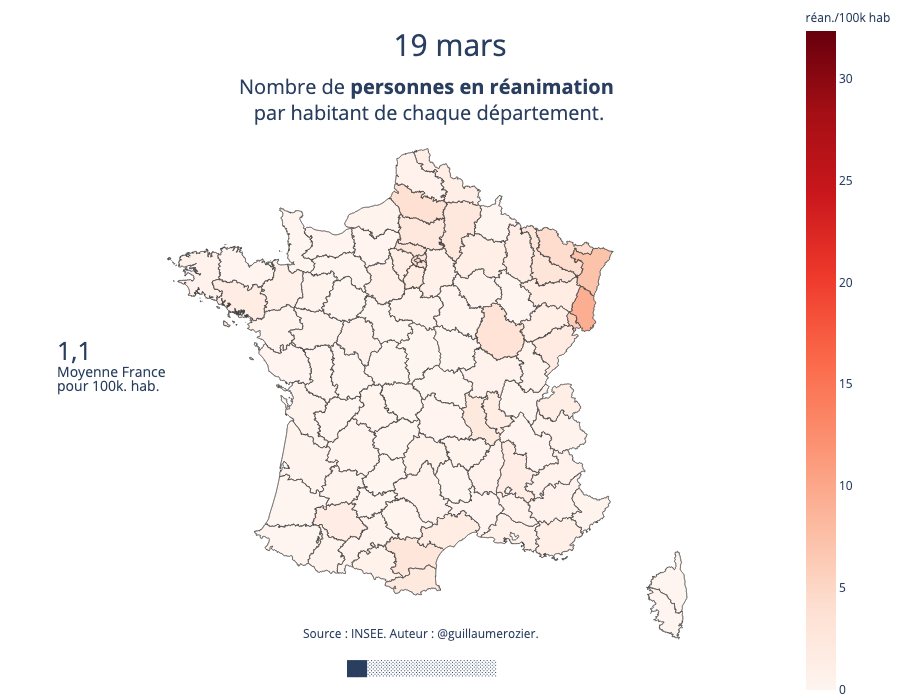 réan./100k hab
19 mars
Nombre de personnes en réanimation
par habitant de chaque département.
30
25
20
15
10
5
0
1,1
Moyenne France
pour 100k. hab.
Source : INSEE. Auteur : @guillaumerozier.